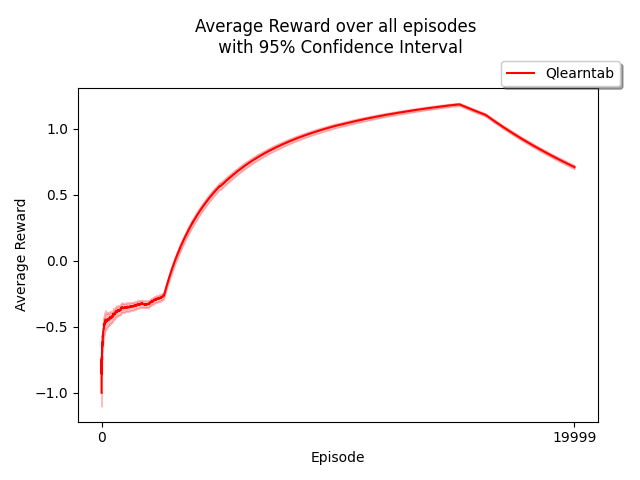 Average Reward over all episodes
with 95% Confidence Interval
Qlearntab
1.0
0.5
0.0
−0.5
−1.0
Average Reward
0
19999
Episode